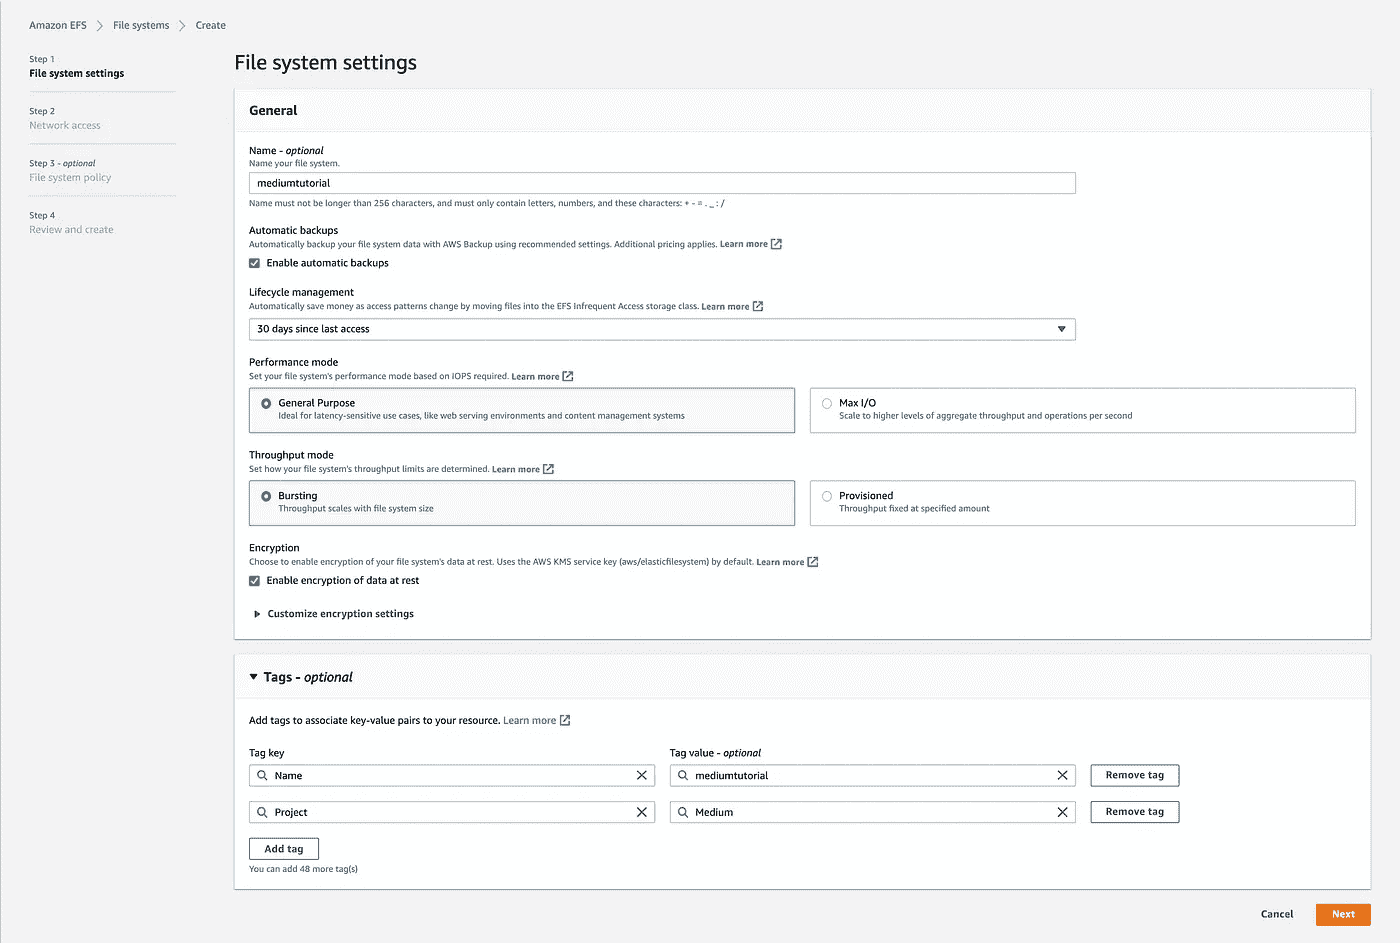 Amazon EFS > File systems > Create
Step 1
File system settings
Step 2
Network access
Step 3 - optional
File system policy
Step 4
Review and create
File system settings
General
Name - optional
Name your file system.
mediumtutorial
Name must not be longer than 256 characters, and must only contain letters, numbers, and these characters: + - = . _ : /
Automatic backups
Automatically backup your file system data with AWS Backup using recommended settings. Additional pricing applies. Learn more
Enable automatic backups
Lifecycle management
Automatically save money as access patterns change by moving files into the EFS Infrequent Access storage class. Learn more
30 days since last access
Performance mode
Set your file system's performance mode based on IOPS required. Learn more
General Purpose
Ideal for latency-sensitive use cases, like web serving environments and content management systems
Max I/O
Scale to higher levels of aggregate throughput and operations per second
Throughput mode
Set how your file system's throughput limits are determined. Learn more
Bursting
Throughput scales with file system size
Provisioned
Throughput fixed at specified amount
Encryption
Choose to enable encryption of your file system's data at rest. Uses the AWS KMS service key (aws/elasticfilesystem) by default. Learn more
Enable encryption of data at rest
Customize encryption settings
Tags - optional
Add tags to associate key-value pairs to your resource. Learn more
Tag key
Tag value - optional
Name
mediumtutorial
Remove tag
Project
Medium
Remove tag
Add tag
You can add 48 more tag(s)
Cancel
Next